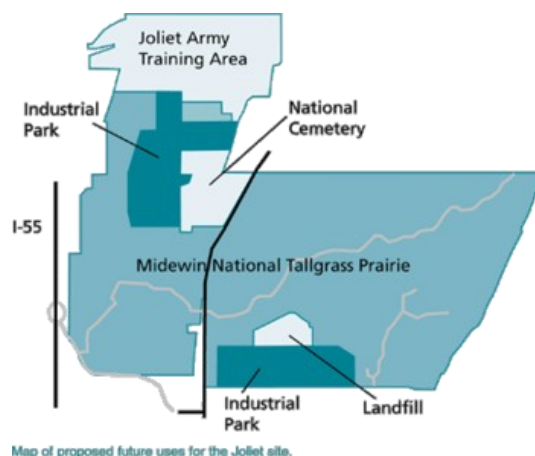 Joliet Army
Training Area
Industrial
Park
National
Cemetery
I-55
Midewin National Tallgrass Prairie
Industrial
Park
Landfill
Map of proposed future uses for the Joliet site.